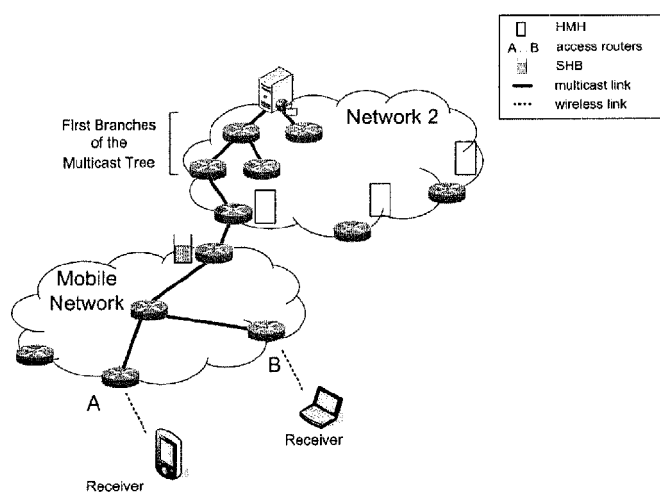 HMH
A .. B access routers
SHB
multicast link
wireless link
Network 2
First Branches
of the
Multicast Tree
Mobile
Network
A
B
Receiver
Receiver